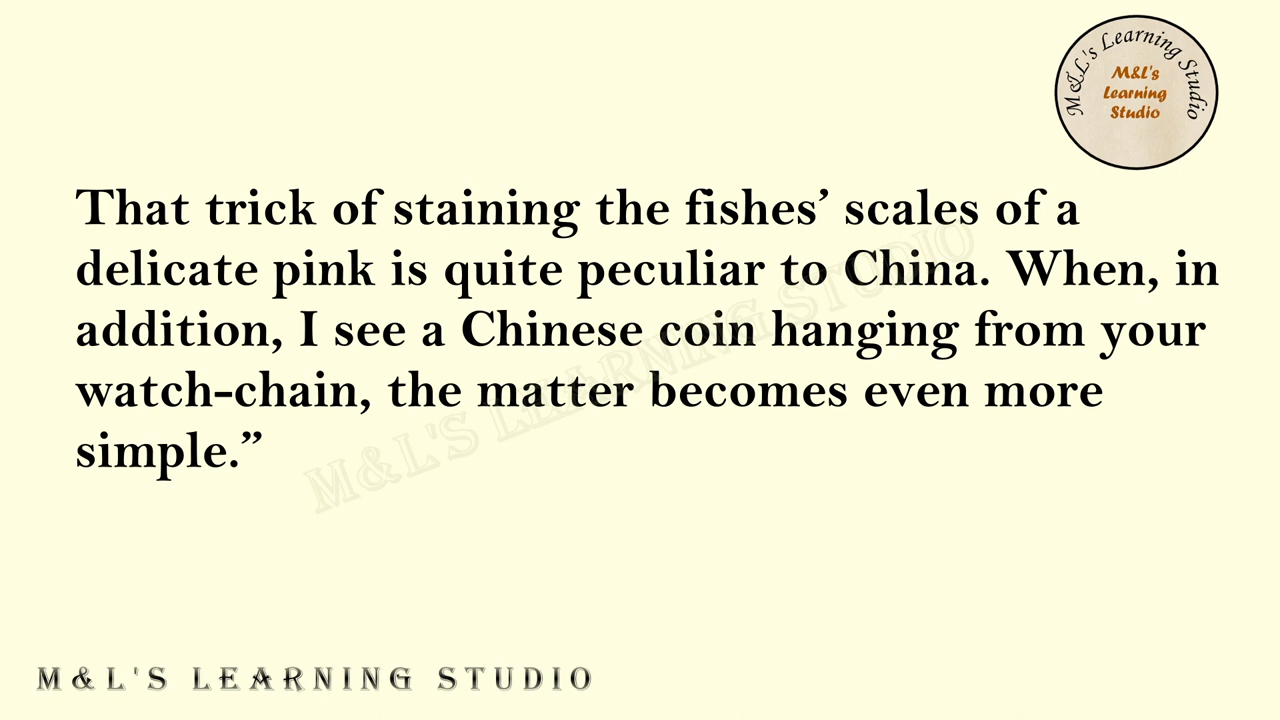 M&L's Learning Studio
M&L's
Learning
Studio
That trick of staining the fishes’ scales of a
delicate pink is quite peculiar to China. When, in
addition, I see a Chinese coin hanging from your
watch-chain, the matter becomes even more
simple.”
M&L'S LEARNING STUDIO
M&L'S LEARNING STUDIO